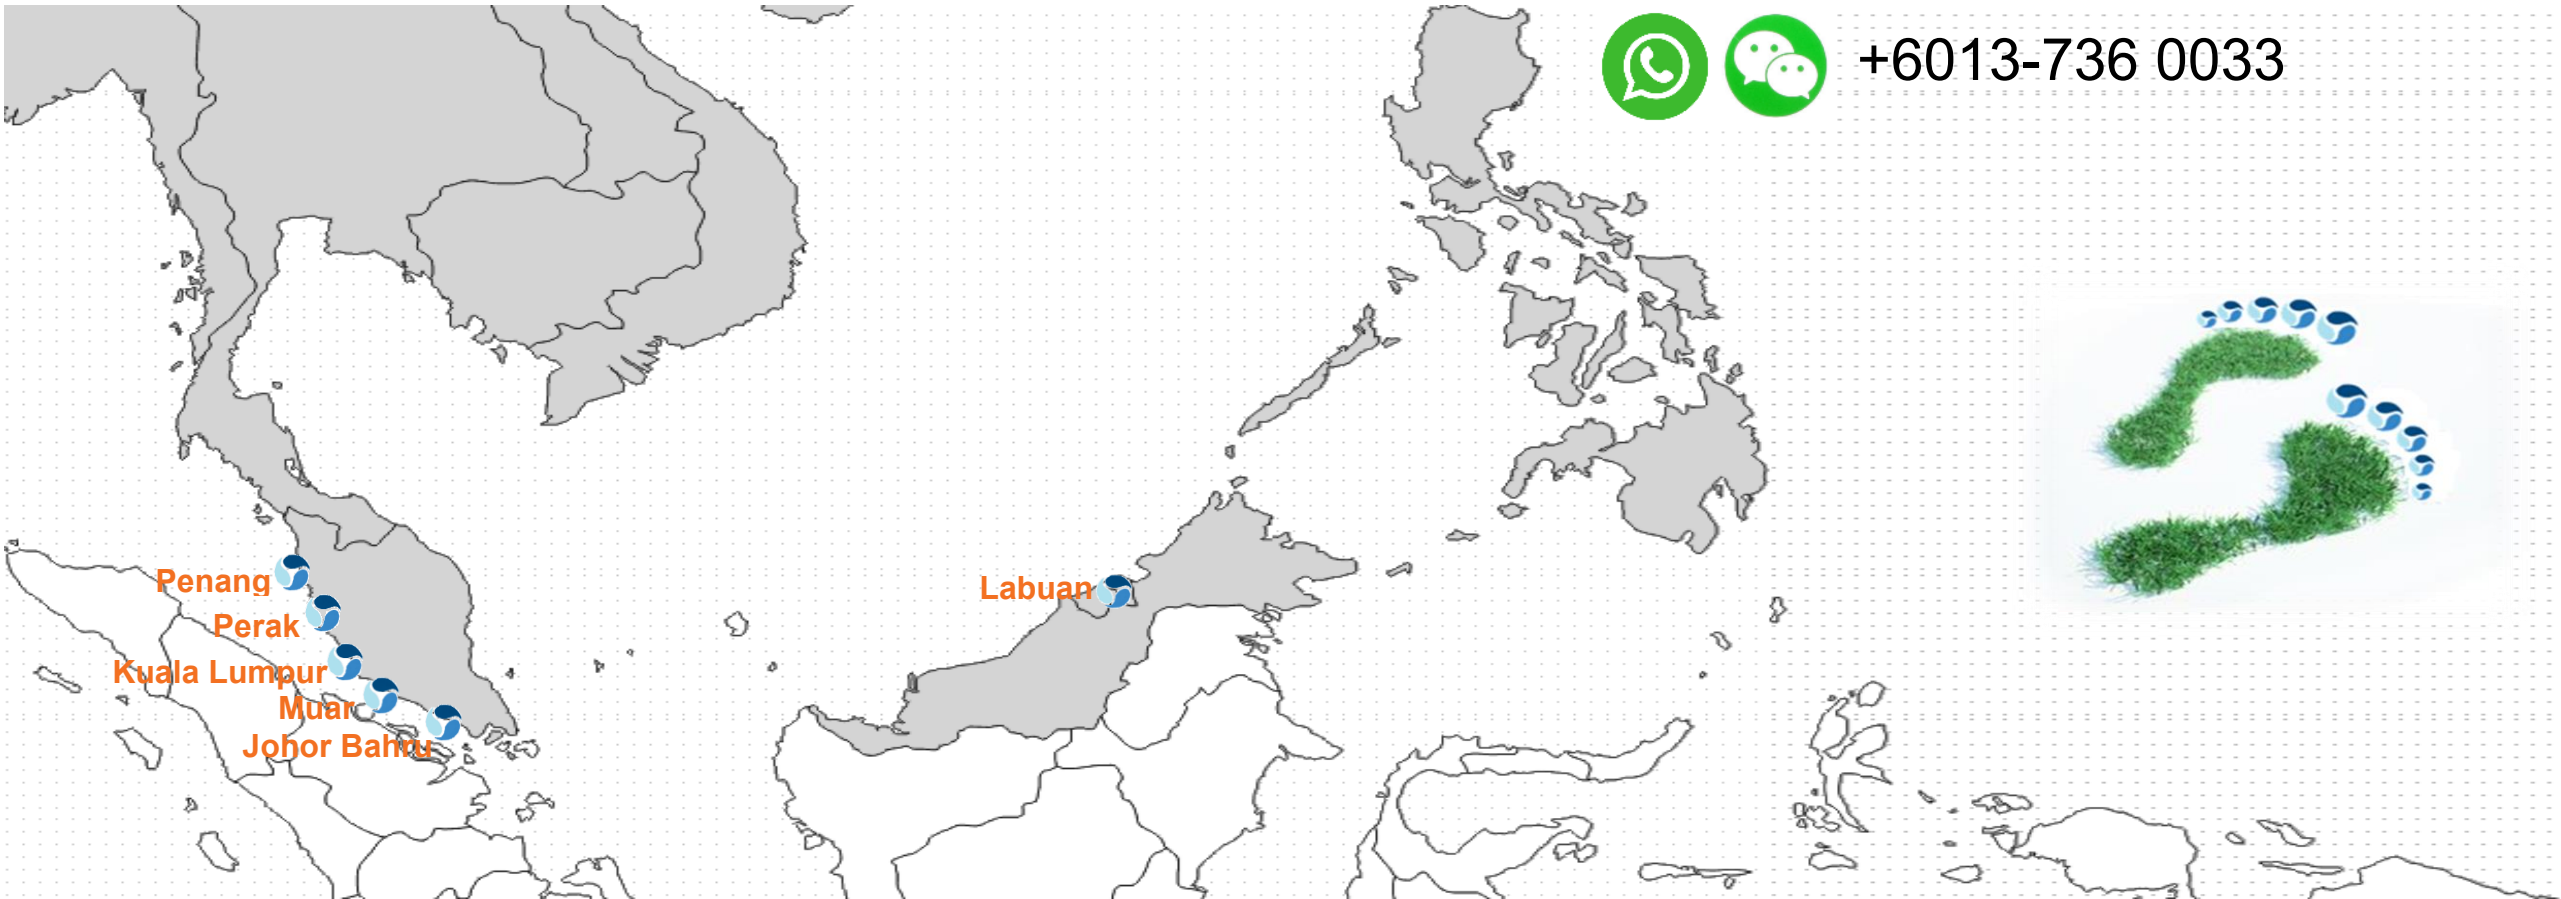 +6013-736 0033
Penang
Labuan
Perak
Kuala Lumpur
Muar
Johor Bahru